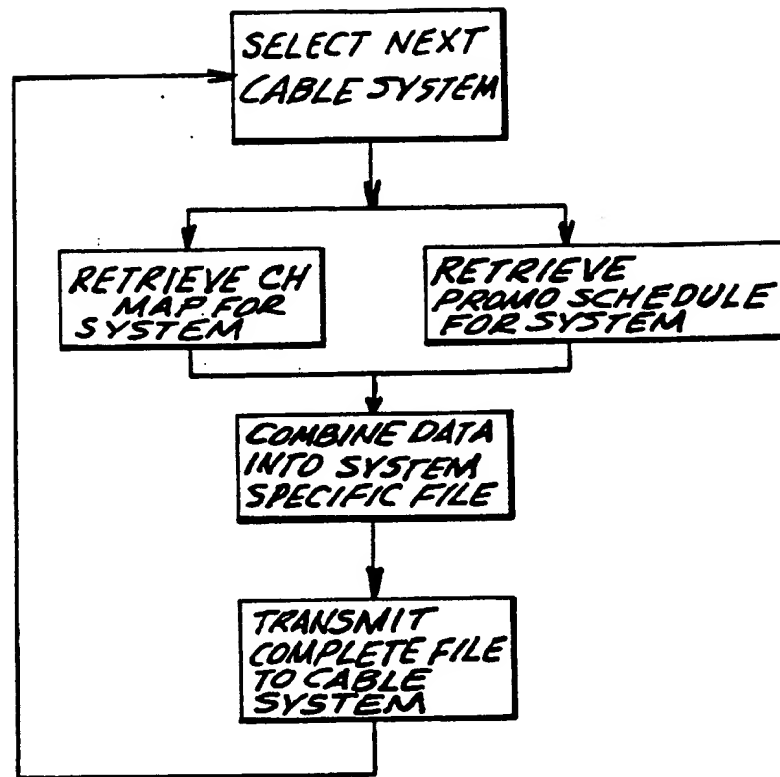 SELECT NEXT
CABLE SYSTEM
RETRIEVE CH
MAP FOR
SYSTEM
RETRIEVE
PROMO SCHEDULE
FOR SYSTEM
COMBINE DATA
INTO SYSTEM
SPECIFIC FILE
TRANSMIT
COMPLETE FILE
TO CABLE
SYSTEM